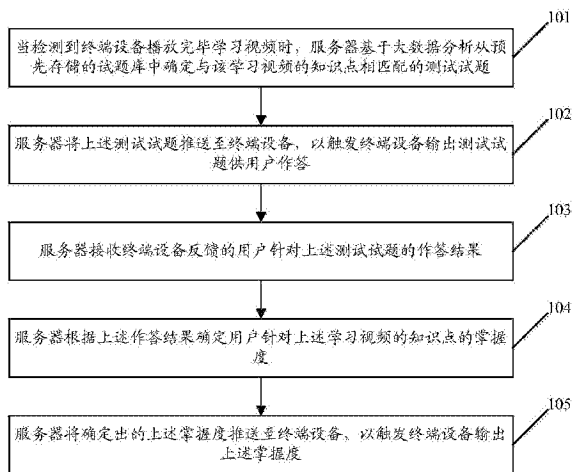 101
当检测到终端设备播放完毕学习视频时，服务器基于大数据分析从预
先存储的试题库中确定与该学习视频的知识点相匹配的测试试题
102
服务器将上述测试试题推送至终端设备，以触发终端设备输出测试试
题供用户作答
103
服务器接收终端设备反馈的用户针对上述测试试题的作答结果
104
服务器根据上述作答结果确定用户针对上述学习视频的知识点的掌握
度
105
服务器将确定出的上述掌握度推送至终端设备，以触发终端设备输出
上述掌握度